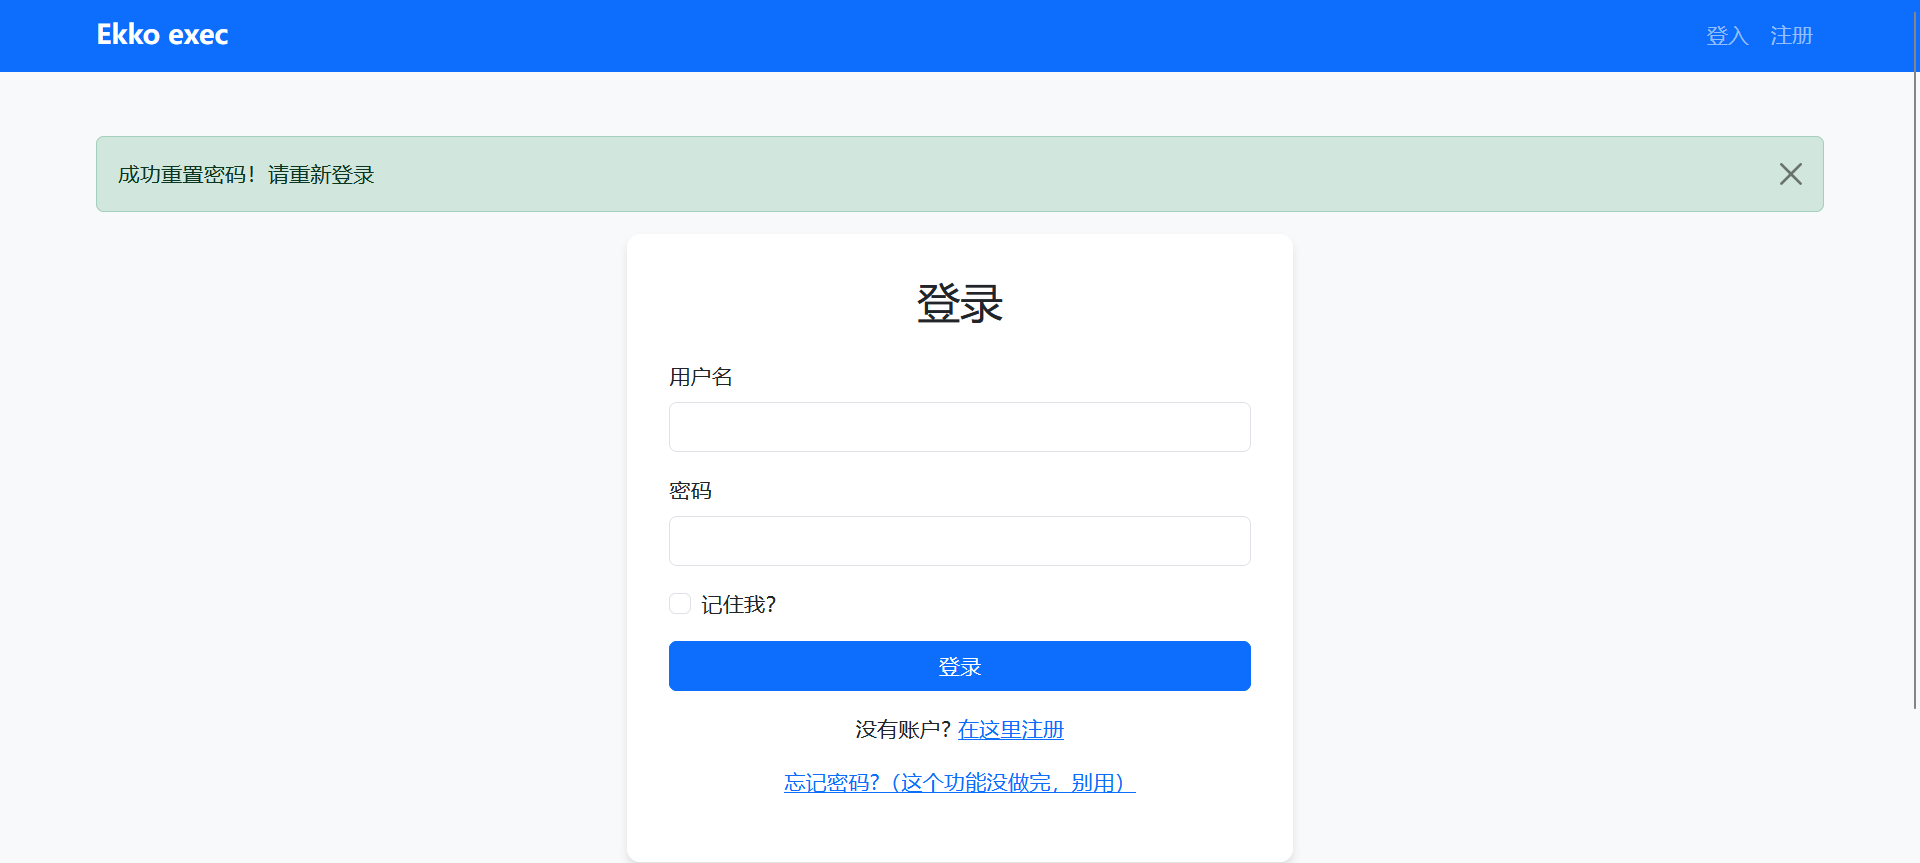 Ekko exec
登入 注册
成功重置密码！请重新登录
登录
用户名
密码
记住我?
登录
没有账户? 在这里注册
忘记密码?（这个功能没做完，别用）